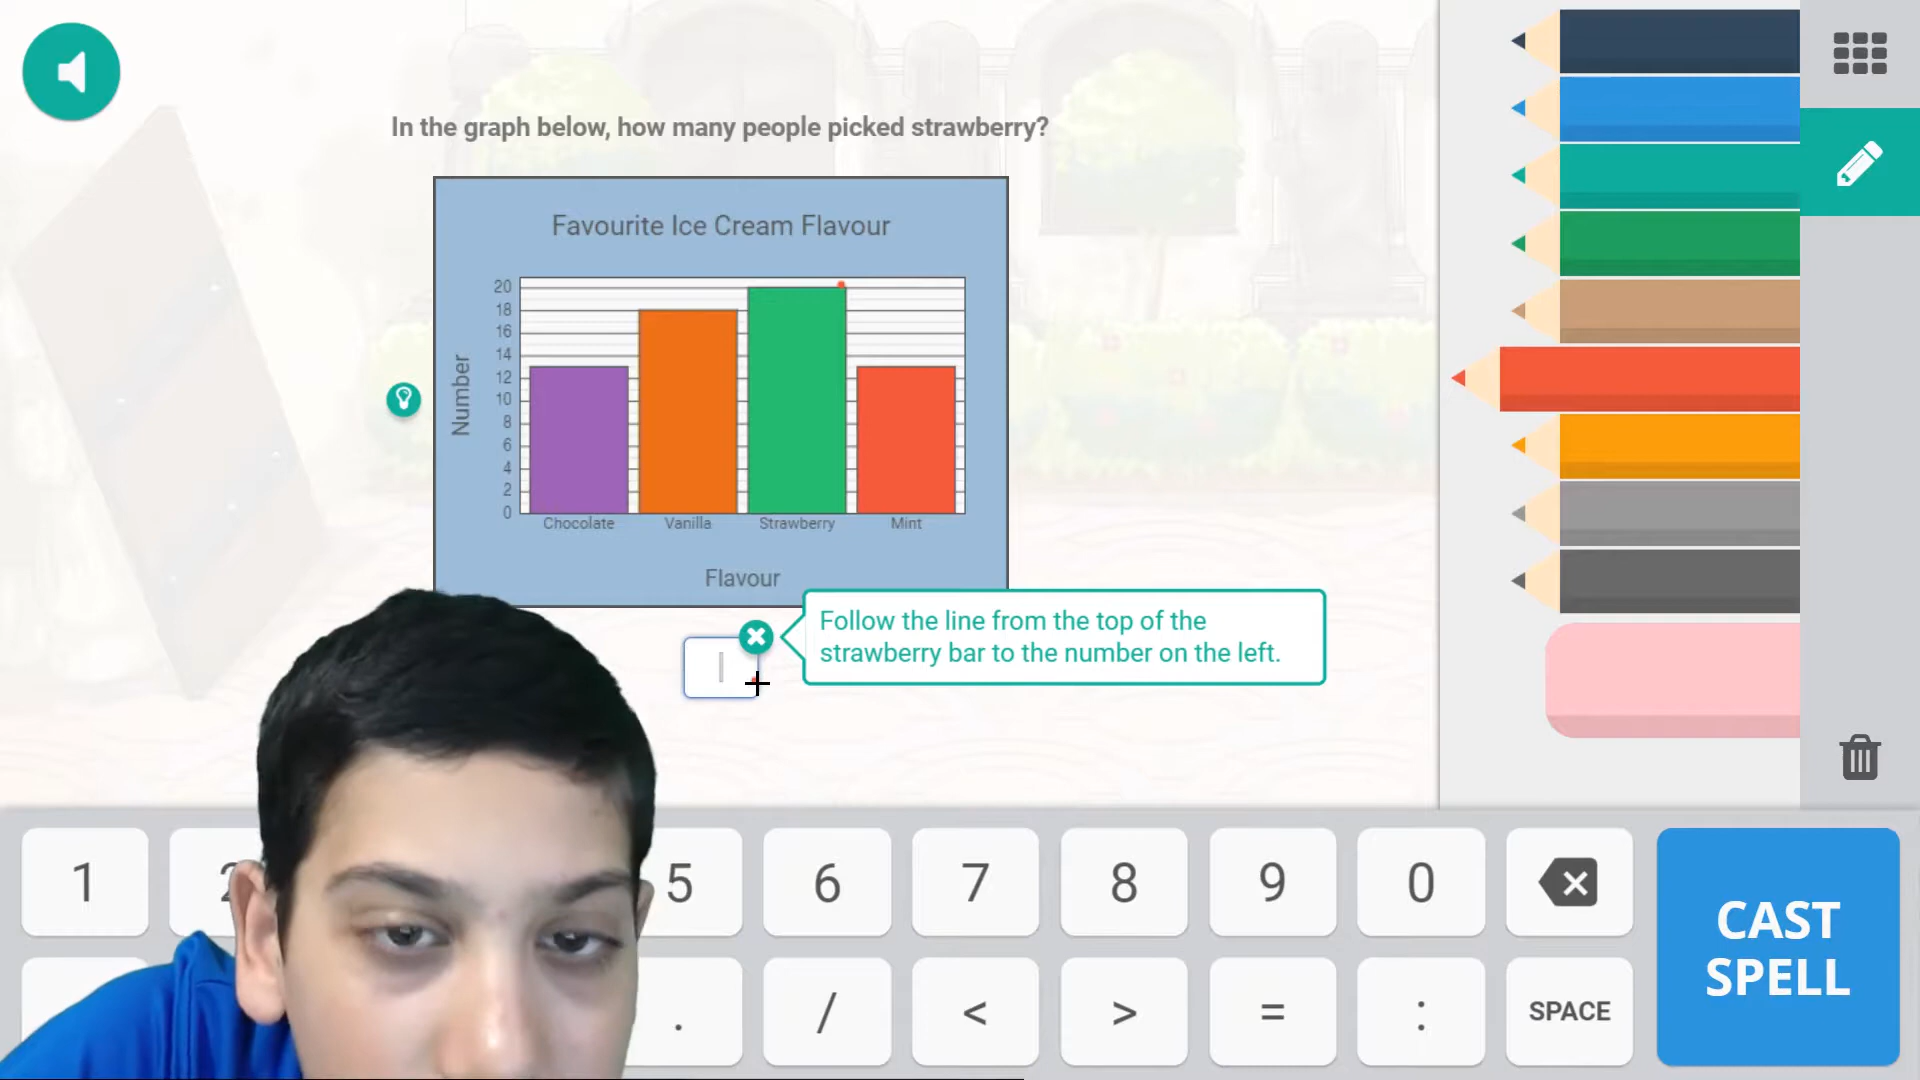 In the graph below, how many people picked strawberry?
Favourite Ice Cream Flavour
Number
20
18
16
14
12
10
8
6
4
2
0
Chocolate Vanilla Strawberry Mint
Flavour
Follow the line from the top of the
strawberry bar to the number on the left.
1 2 5 6 7 8 9 0
. / < > = : SPACE
CAST
SPELL